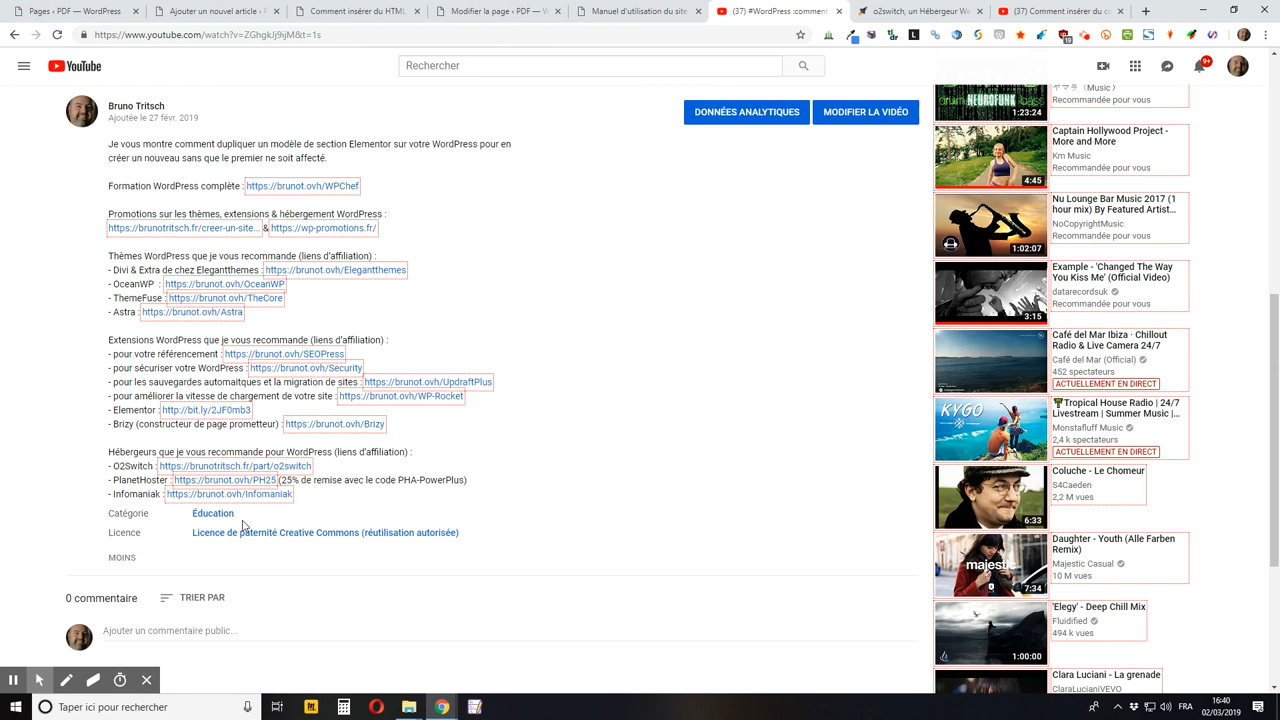 Comment ajouter un nou
Ajouter un nouvel article ‹ F
Comment insérer du HTML
Modifier la page ‹ CPF — W
Manuel d'utilisation du site
(37) #WordPress :comment
o2switch, un hébergeur Web
https://www.youtube.com/watch?v=ZGhgkJ9ijM&t=1s
19
YouTube
Rechercher
9+
Bruno Tritsch
Ajoutée le 27 févr. 2019
DONNÉES ANALYTIQUES
MODIFIER LA VIDÉO
Je vous montre comment dupliquer un modèle de section Elementor sur votre WordPress pour en
créer un nouveau sans que le premier ne soit affecté.
Formation WordPress complète : https://brunot.ovh/WPChef
Promotions sur les thèmes, extensions & hébergement WordPress :
https://brunotritsch.fr/creer-un-site... & https://wp-promotions.fr/
Thèmes WordPress que je vous recommande (liens d'affiliation) :
- Divi & Extra de chez Elegantthemes : https://brunot.ovh/Elegantthemes
- OceanWP : https://brunot.ovh/OceanWP
- ThemeFuse : https://brunot.ovh/TheCore
- Astra : https://brunot.ovh/Astra
Extensions WordPress que je vous recommande (liens d'affiliation) :
- pour votre référencement : https://brunot.ovh/SEOPress
- pour sécuriser votre WordPress : https://brunot.ovh/Security
- pour les sauvegardes automaitques et la migration de sites : https://brunot.ovh/UpdraftPlus
- pour améliorer la vitesse de chargement de votre site : https://brunot.ovh/WP-Rocket
- Elementor : http://bit.ly/2JF0mb3
- Brizy (constructeur de page prometteur) : https://brunot.ovh/Brizy
Hébergeurs que je vous recommande pour WordPress (liens d'affiliation) :
- O2Switch : https://brunotritsch.fr/part/o2switch
- PlanetHoster : https://brunot.ovh/PH25 (25% de remise avec le code PHA-PowerPlus)
- Infomaniak : https://brunot.ovh/Infomaniak
Catégorie Éducation
Licence Licence de paternité Creative Commons (réutilisation autorisée)
MOINS
0 commentaire
TRIER PAR
Ajouter un commentaire public...
NEUROFUNK
1:23:24
Recommandée pour vous
4:45
Captain Hollywood Project -
More and More
Km Music
Recommandée pour vous
1:02:07
Nu Lounge Bar Music 2017 (1
hour mix) By Featured Artist...
NoCopyrightMusic
Recommandée pour vous
3:15
Example - 'Changed The Way
You Kiss Me' (Official Video)
datarecordsuk
Recommandée pour vous
Café del Mar Ibiza · Chillout
Radio & Live Camera 24/7
Café del Mar (Official)
452 spectateurs
ACTUELLEMENT EN DIRECT
KYGO
Tropical House Radio | 24/7
Livestream | Summer Music |...
Monstafluff Music
2,4 k spectateurs
ACTUELLEMENT EN DIRECT
6:33
Coluche - Le Chomeur
S4Caeden
2,2 M vues
majestic
7:34
Daughter - Youth (Alle Farben
Remix)
Majestic Casual
10 M vues
1:00:00
'Elegy' - Deep Chill Mix
Fluidified
494 k vues
Clara Luciani - La grenade
ClaraLucianiVEVO
Taper ici pour rechercher
FRA
16:40
02/03/2019